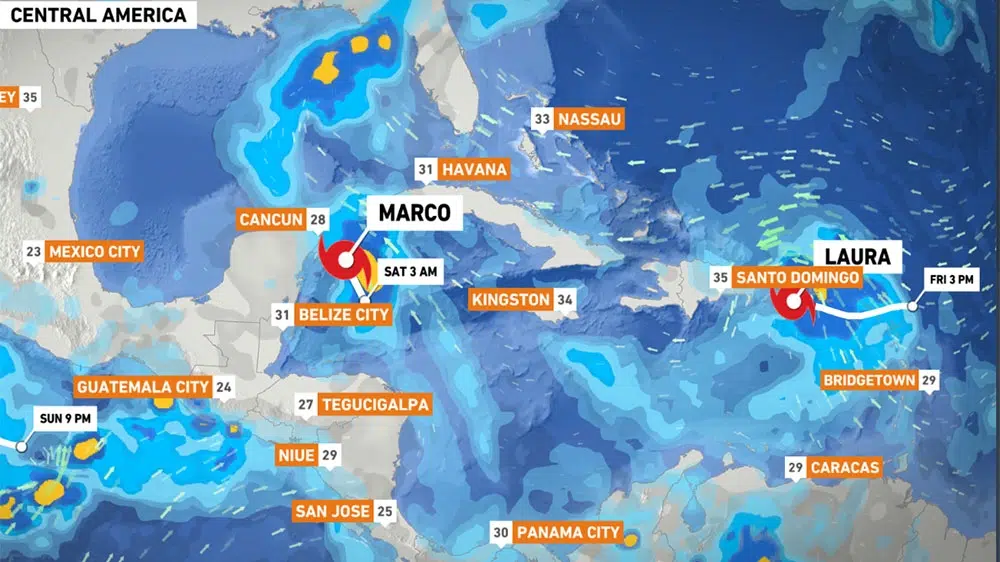 CENTRAL AMERICA
EY 35
33 NASSAU
31 HAVANA
CANCUN 28
MARCO
23 MEXICO CITY
LAURA
SAT 3 AM
35 SANTO DOMINGO
FRI 3 PM
KINGSTON 34
31 BELIZE CITY
GUATEMALA CITY 24
BRIDGETOWN 29
27 TEGUCIGALPA
SUN 9 PM
NIUE 29
29 CARACAS
SAN JOSE 25
30 PANAMA CITY